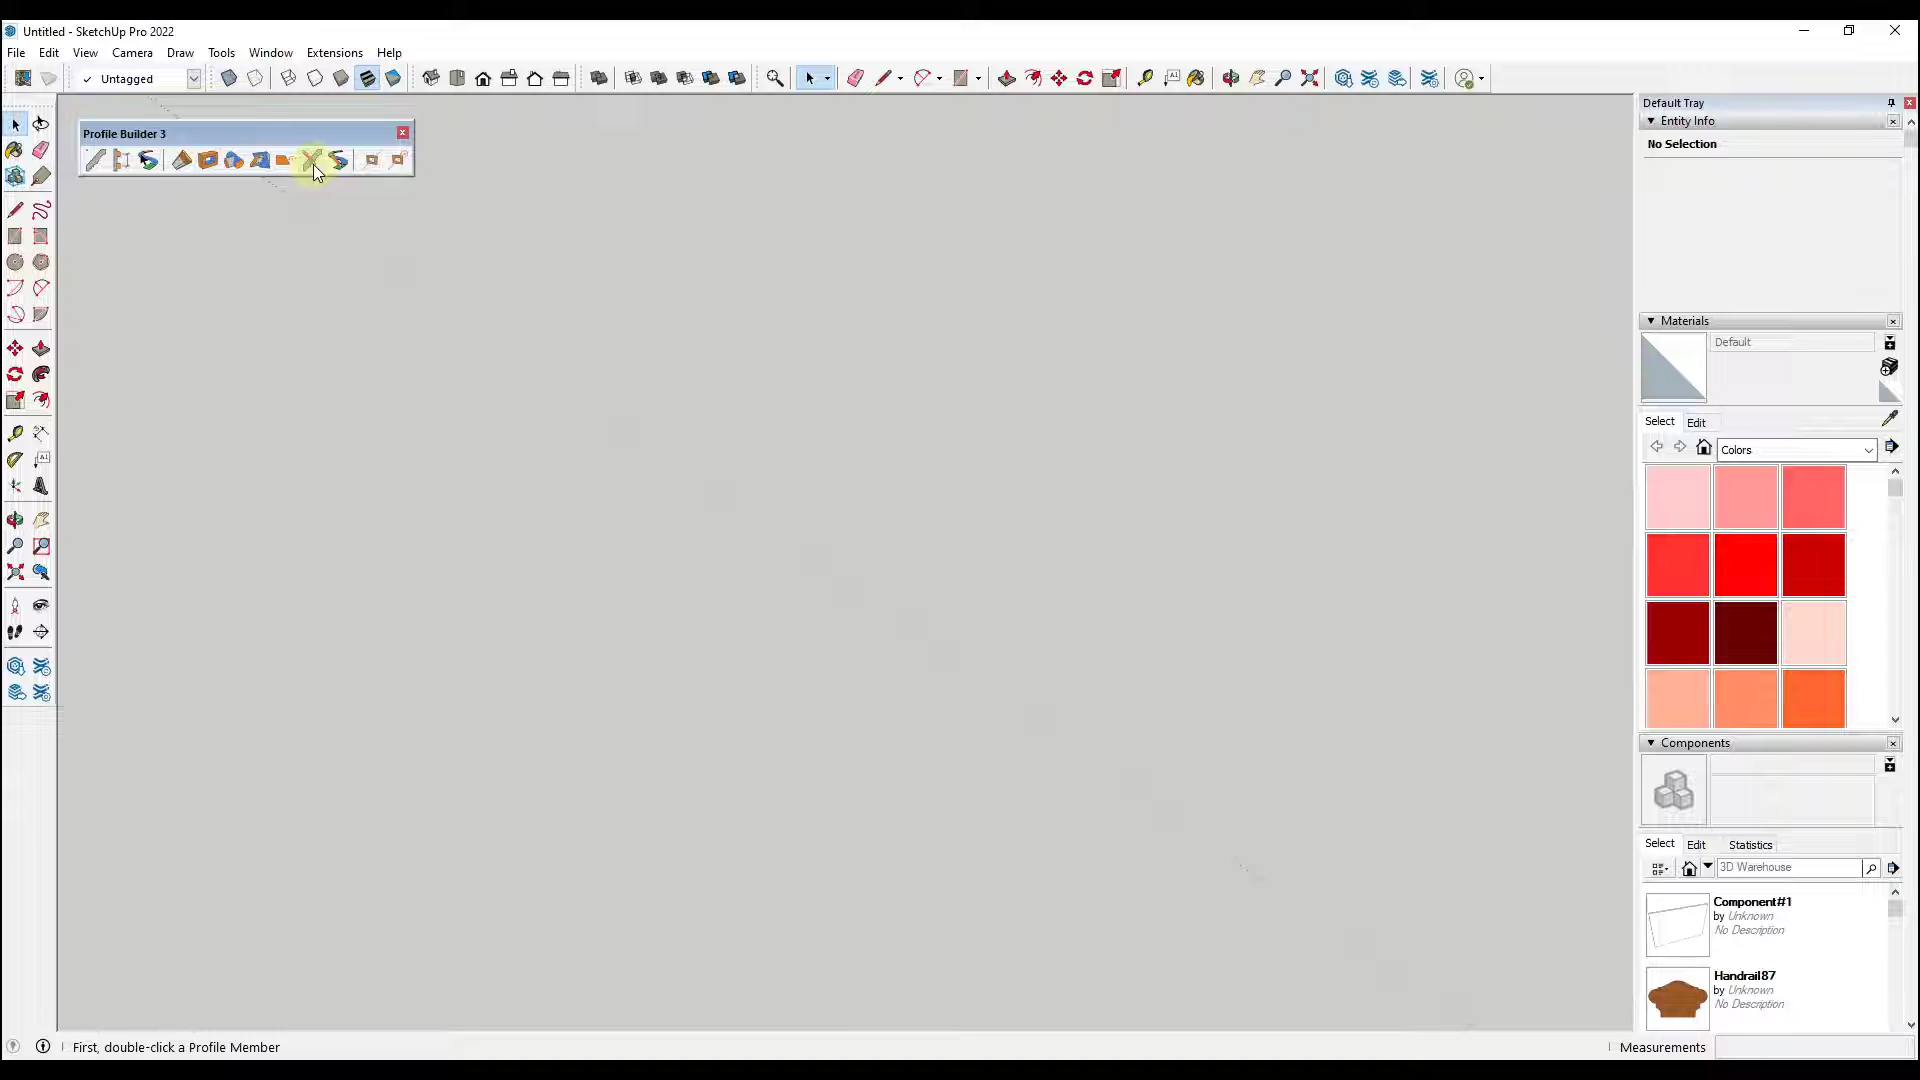 Untitled - SketchUp Pro 2022
File Edit View Camera Draw Tools Window Extensions Help
Untagged
Profile Builder 3
Default Tray
Entity Info
No Selection
Materials
Default
Select Edit
Colors
Components
Select Edit Statistics
3D Warehouse
Component#1
by Unknown
No Description
Handrail87
by Unknown
No Description
First, double-click a Profile Member
Measurements